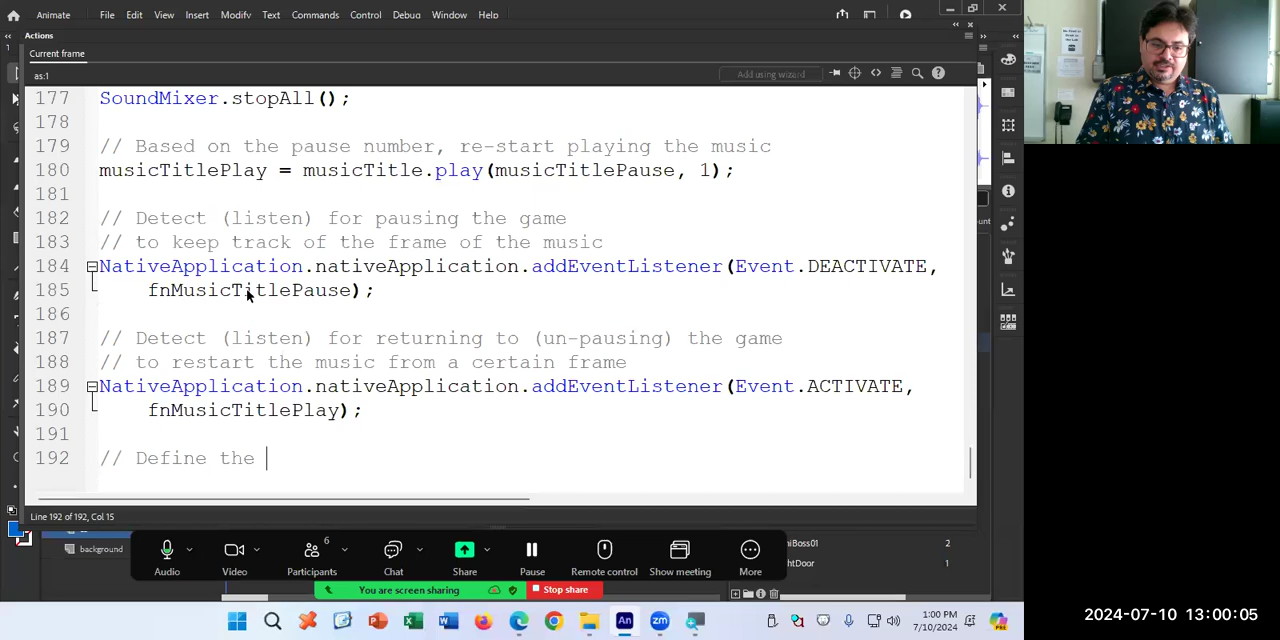 Animate File Edit View Insert Modify Text Commands Control Debug Window Help
Actions
Current frame
as:1
Add using wizard
177 SoundMixer.stopAll();
178
179 // Based on the pause number, re-start playing the music
180 musicTitlePlay = musicTitle.play(musicTitlePause, 1);
181
182 // Detect (listen) for pausing the game
183 // to keep track of the frame of the music
184 NativeApplication.nativeApplication.addEventListener(Event.DEACTIVATE,
185 fnMusicTitlePause);
186
187 // Detect (listen) for returning to (un-pausing) the game
188 // to restart the music from a certain frame
189 NativeApplication.nativeApplication.addEventListener(Event.ACTIVATE,
190 fnMusicTitlePlay);
191
192 // Define the
Line 192 of 192, Col 15
background
6
Audio Video Participants Chat Share Pause Remote control Show meeting More
niBoss01 2
htDoor 1
You are screen sharing Stop share
1:00 PM
7/10/2024
2024-07-10 13:00:05